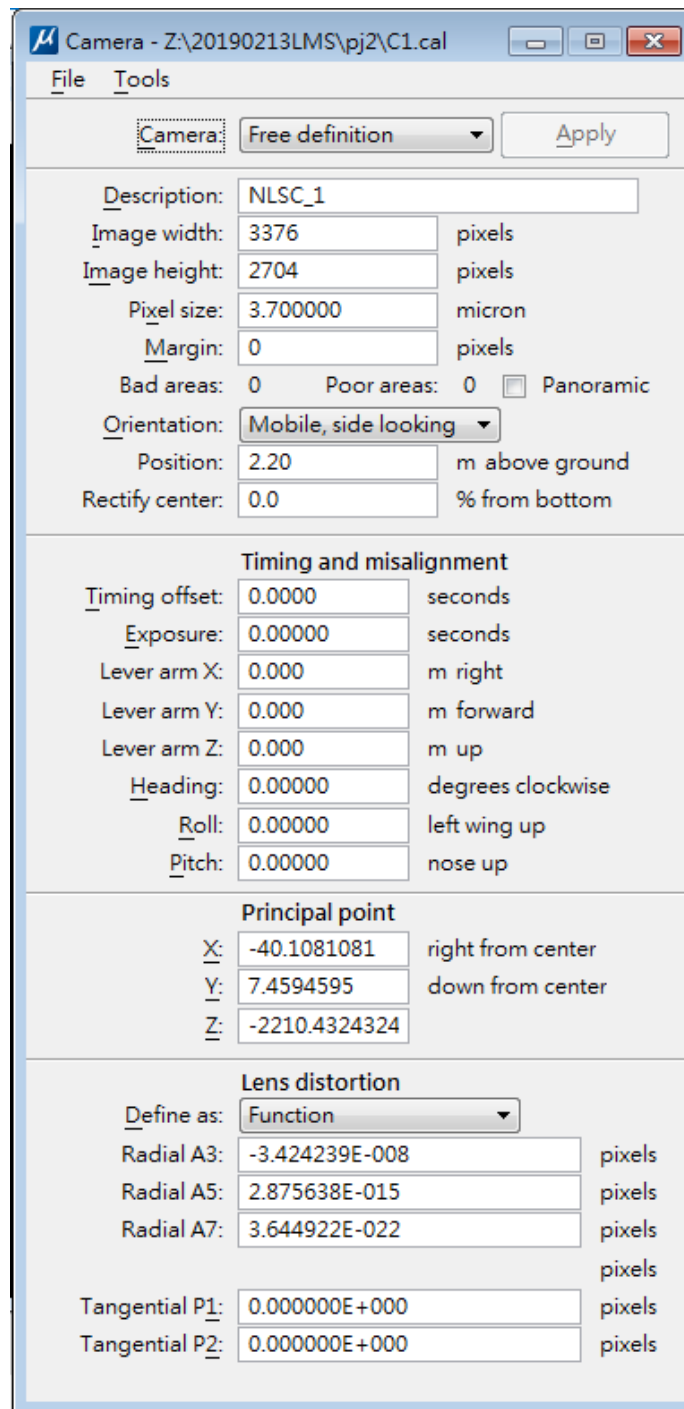 μ Camera - Z:\20190213LMS\pj2\C1.cal
File Tools
Camera: Free definition Apply
Description: NLSC_1
Image width: 3376 pixels
Image height: 2704 pixels
Pixel size: 3.700000 micron
Margin: 0 pixels
Bad areas: 0 Poor areas: 0 Panoramic
Orientation: Mobile, side looking
Position: 2.20 m above ground
Rectify center: 0.0 % from bottom
Timing and misalignment
Timing offset: 0.0000 seconds
Exposure: 0.00000 seconds
Lever arm X: 0.000 m right
Lever arm Y: 0.000 m forward
Lever arm Z: 0.000 m up
Heading: 0.00000 degrees clockwise
Roll: 0.00000 left wing up
Pitch: 0.00000 nose up
Principal point
X: -40.1081081 right from center
Y: 7.4594595 down from center
Z: -2210.4324324
Lens distortion
Define as: Function
Radial A3: -3.424239E-008 pixels
Radial A5: 2.875638E-015 pixels
Radial A7: 3.644922E-022 pixels
pixels
Tangential P1: 0.000000E+000 pixels
Tangential P2: 0.000000E+000 pixels